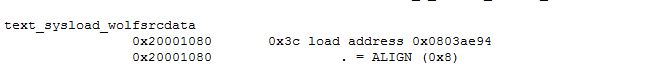 text_sysload_wolfsrcdata
0x20001080 0x3c load address 0x0803ae94
0x20001080 . = ALIGN (0x8)